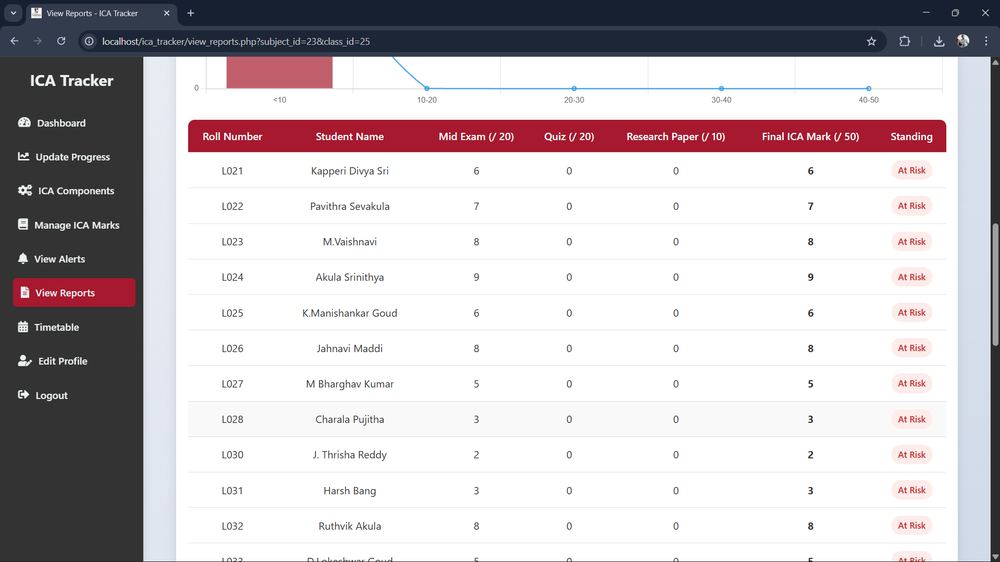 View Reports - ICA Tracker
localhost/ica_tracker/view_reports.php?subject_id=23&class_id=25
ICA Tracker
Dashboard
Update Progress
ICA Components
Manage ICA Marks
View Alerts
View Reports
Timetable
Edit Profile
Logout
0
<10 10-20 20-30 30-40 40-50
Roll Number Student Name Mid Exam (/ 20) Quiz (/ 20) Research Paper (/ 10) Final ICA Mark (/ 50) Standing
L021 Kapperi Divya Sri 6 0 0 6 At Risk
L022 Pavithra Sevakula 7 0 0 7 At Risk
L023 M.Vaishnavi 8 0 0 8 At Risk
L024 Akula Srinithya 9 0 0 9 At Risk
L025 K.Manishankar Goud 6 0 0 6 At Risk
L026 Jahnavi Maddi 8 0 0 8 At Risk
L027 M Bharghav Kumar 5 0 0 5 At Risk
L028 Charala Pujitha 3 0 0 3 At Risk
L030 J. Thrisha Reddy 2 0 0 2 At Risk
L031 Harsh Bang 3 0 0 3 At Risk
L032 Ruthvik Akula 8 0 0 8 At Risk
L033 D.Lokeshwar Goud 5 0 0 5 At Risk